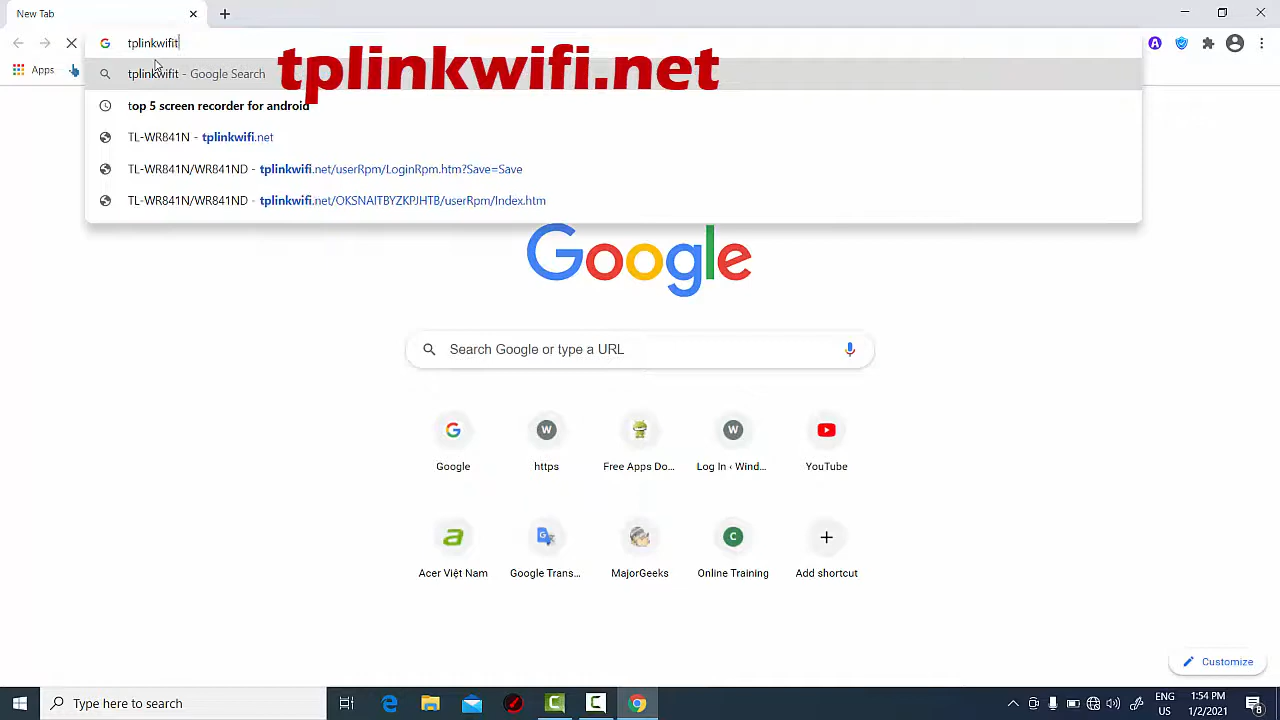 New Tab
tplinkwifit
tplinkwifit - Google Search
tplinkwifi.net
Apps
top 5 screen recorder for android
TL-WR841N - tplinkwifi.net
TL-WR841N/WR841ND - tplinkwifi.net/userRpm/LoginRpm.htm?Save=Save
TL-WR841N/WR841ND - tplinkwifi.net/OKSNAITBYZKPJHTB/userRpm/Index.htm
Google
Search Google or type a URL
W W
Google https Free Apps Do... Log In ‹ Wind... YouTube
C
Acer Việt Nam Google Trans... MajorGeeks Online Training Add shortcut
Customize
Type here to search
ENG 1:54 PM
US 1/2/2021
8